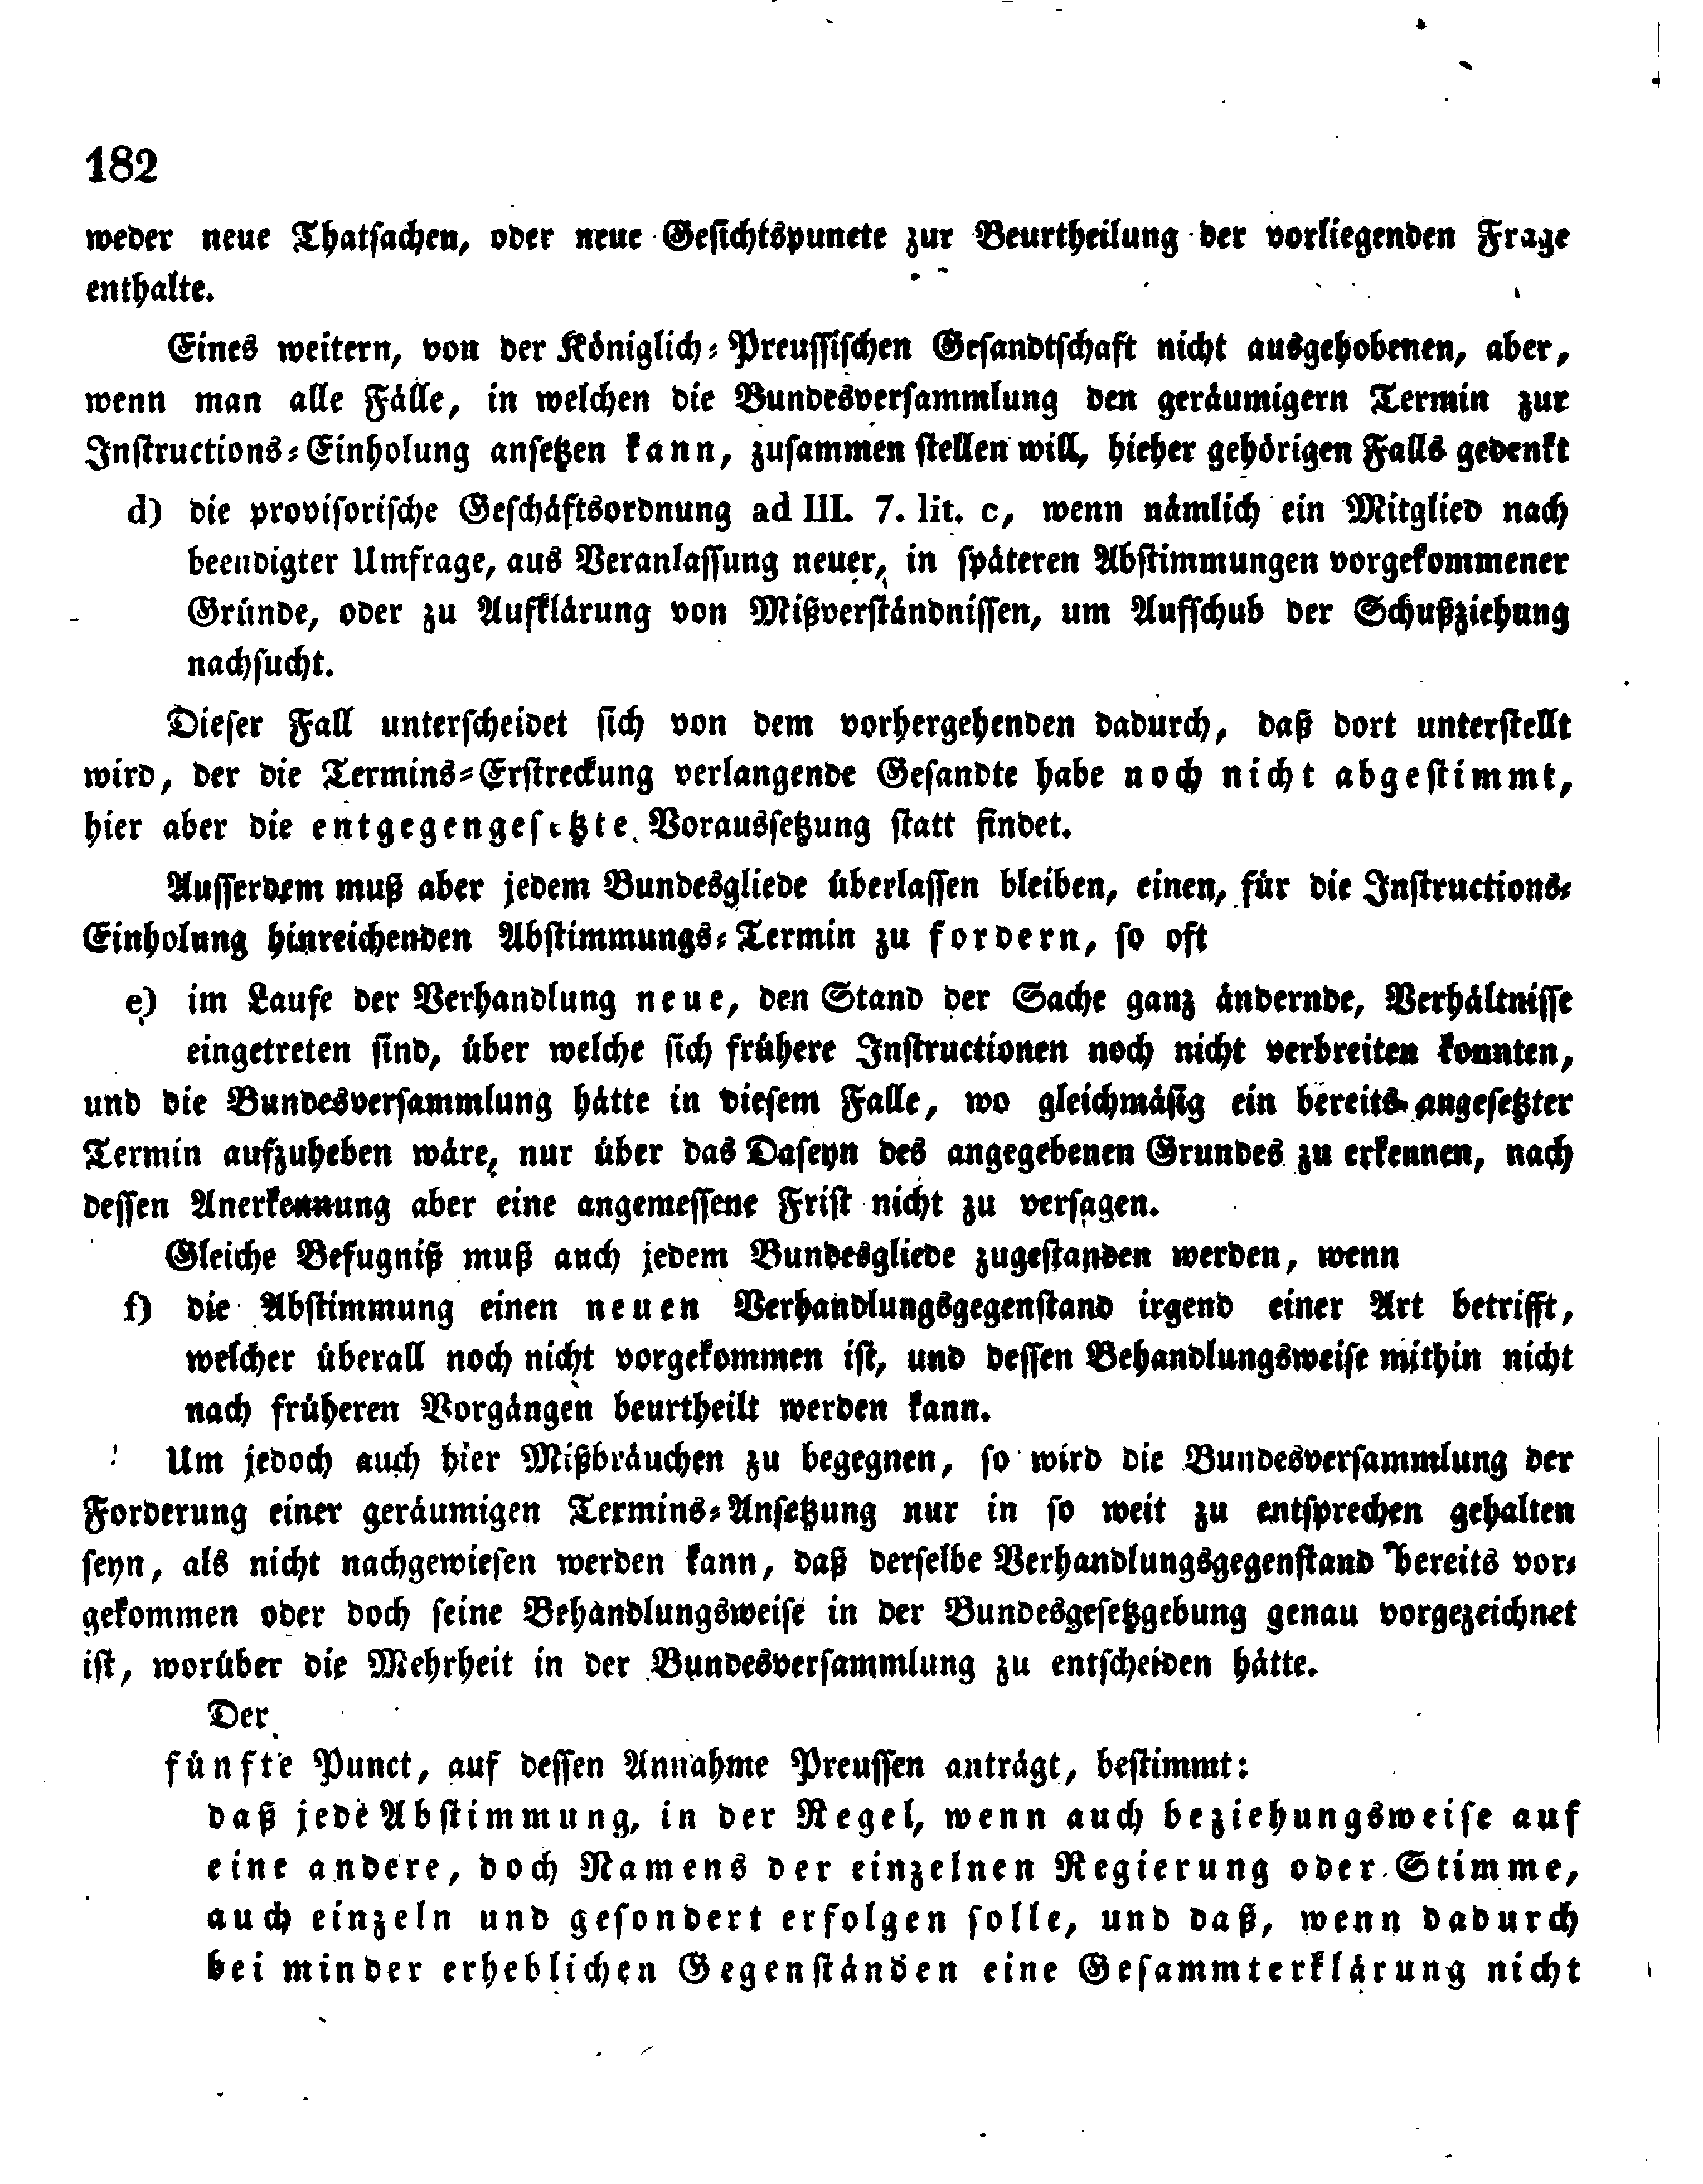 182
weder neue Thatsachen, oder neue Gesichtspuncte zur Beurtheilung der vorliegenden Frage
enthalte.
Eines weitern, von der Königlich-Preussischen Gesandtschaft nicht ausgehobenen, aber,
wenn man alle Fälle, in welchen die Bundesversammlung den geräumigern Termin zur
Instructions-Einholung ansetzen kann, zusammen stellen will, hieher gehörigen Falls gedenkt
d) die provisorische Geschäftsordnung ad III. 7. lit. c, wenn nämlich ein Mitglied nach
beendigter Umfrage, aus Veranlassung neuer, in späteren Abstimmungen vorgekommener
Gründe, oder zu Aufklärung von Mißverständnissen, um Aufschub der Schußziehung
nachsucht.
Dieser Fall unterscheidet sich von dem vorhergehenden dadurch, daß dort unterstellt
wird, der die Termins-Erstreckung verlangende Gesandte habe noch nicht abgestimmt,
hier aber die entgegengesetzte Voraussetzung statt findet.
Ausserdem muß aber jedem Bundesgliede überlassen bleiben, einen, für die Instructions-
Einholung hinreichenden Abstimmungs-Termin zu fordern, so oft
e) im Laufe der Verhandlung neue, den Stand der Sache ganz ändernde, Verhältnisse
eingetreten sind, über welche sich frühere Instructionen noch nicht verbreiten konnten,
und die Bundesversammlung hätte in diesem Falle, wo gleichmäsig ein bereits angesetzter
Termin aufzuheben wäre, nur über das Daseyn des angegebenen Grundes zu erkennen, nach
dessen Anerkennung aber eine angemessene Frist nicht zu versagen.
Gleiche Befugniß muß auch jedem Bundesgliede zugestanden werden, wenn
f) die Abstimmung einen neuen Verhandlungsgegenstand irgend einer Art betrifft,
welcher überall noch nicht vorgekommen ist, und dessen Behandlungsweise mithin nicht
nach früheren Vorgängen beurtheilt werden kann.
Um jedoch auch hier Mißbräuchen zu begegnen, so wird die Bundesversammlung der
Forderung einer geräumigen Termins-Ansetzung nur in so weit zu entsprechen gehalten
seyn, als nicht nachgewiesen werden kann, daß derselbe Verhandlungsgegenstand bereits vor-
gekommen oder doch seine Behandlungsweise in der Bundesgesetzgebung genau vorgezeichnet
ist, worüber die Mehrheit in der Bundesversammlung zu entscheiden hätte.
Der
fünfte Punct, auf dessen Annahme Preussen anträgt, bestimmt:
daß jede Abstimmung, in der Regel, wenn auch beziehungsweise auf
eine andere, doch Namens der einzelnen Regierung oder Stimme,
auch einzeln und gesondert erfolgen solle, und daß, wenn dadurch
bei minder erheblichen Gegenständen eine Gesammterklärung nicht